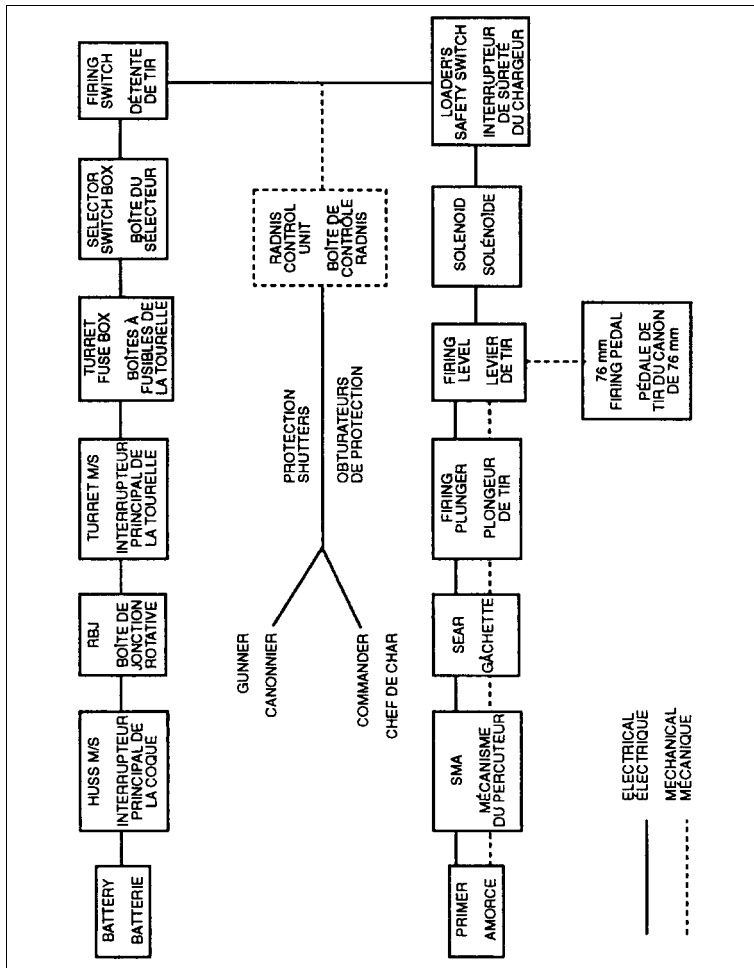 BATTERY
BATTERIE
HUSS M/S
INTERRUPTEUR
PRINCIPAL DE
LA COQUE
RBJ
BOÎTE DE
JONCTION
ROTATIVE
TURRET M/S
INTERRUPTEUR
PRINCIPAL DE
LA TOURELLE
TURRET
FUSE BOX
BOÎTES À
FUSIBLES DE
LA TOURELLE
SELECTOR
SWITCH BOX
BOÎTE DU
SÉLECTEUR
FIRING
SWITCH
DÉTENTE
DE TIR
GUNNER
CANONNIER
COMMANDER
CHEF DE CHAR
PROTECTION
SHUTTERS
OBTURATEURS
DE PROTECTION
RADNIS
CONTROL
UNIT
BOÎTE DE
CONTRÔLE
RADNIS
PRIMER
AMORCE
SMA
MÉCANISME
DU PERCUTEUR
SEAR
GÂCHETTE
FIRING
PLUNGER
PLONGEUR
DE TIR
FIRING
LEVEL
LEVIER
DE TIR
SOLENOID
SOLÉNOÏDE
LOADER'S
SAFETY SWITCH
INTERRUPTEUR
DE SURETÉ
DU CHARGEUR
76 mm
FIRING PEDAL
PÉDALE DE
TIR DU CANON
DE 76 mm
ELECTRICAL
ÉLECTRIQUE
MECHANICAL
MÉCANIQUE